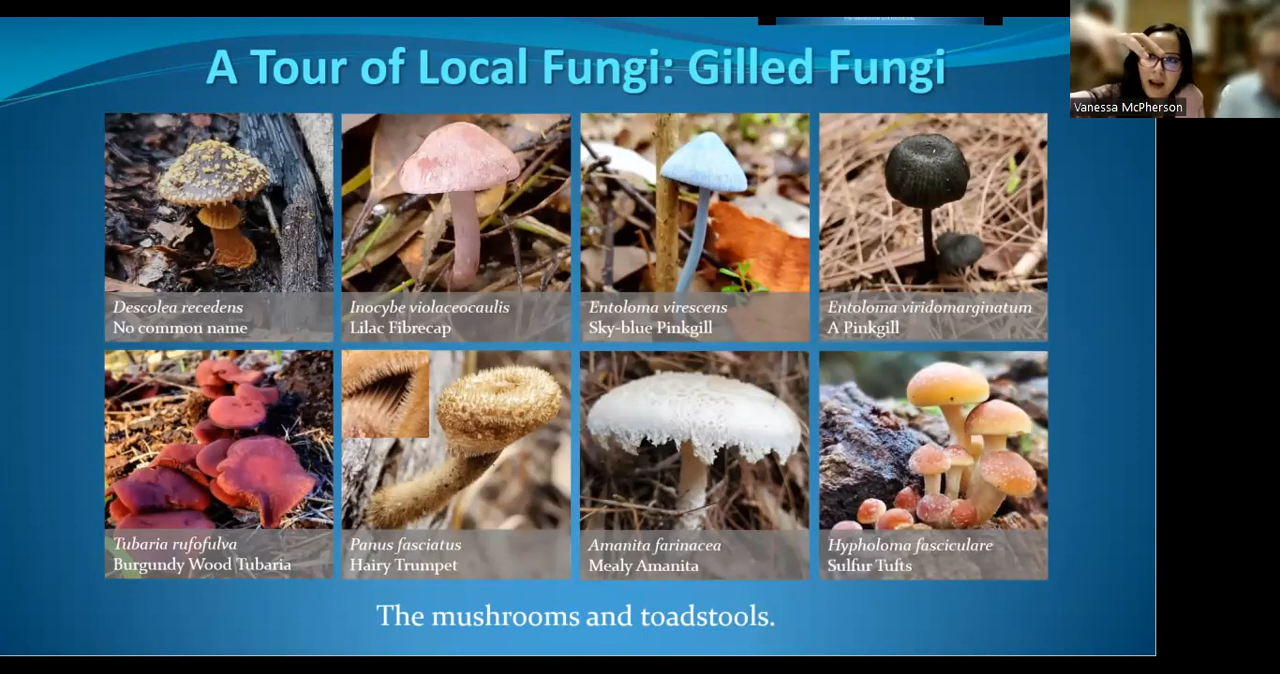 A Tour of Local Fungi: Gilled Fungi
Vanessa McPherson
Descolea recedens
No common name
Inocybe violaceocaulis
Lilac Fibrecap
Entoloma virescens
Sky-blue Pinkgill
Entoloma viridomarginatum
A Pinkgill
Tubaria rufofulva
Burgundy Wood Tubaria
Panus fasciatus
Hairy Trumpet
Amanita farinacea
Mealy Amanita
Hypholoma fasciculare
Sulfur Tufts
The mushrooms and toadstools.